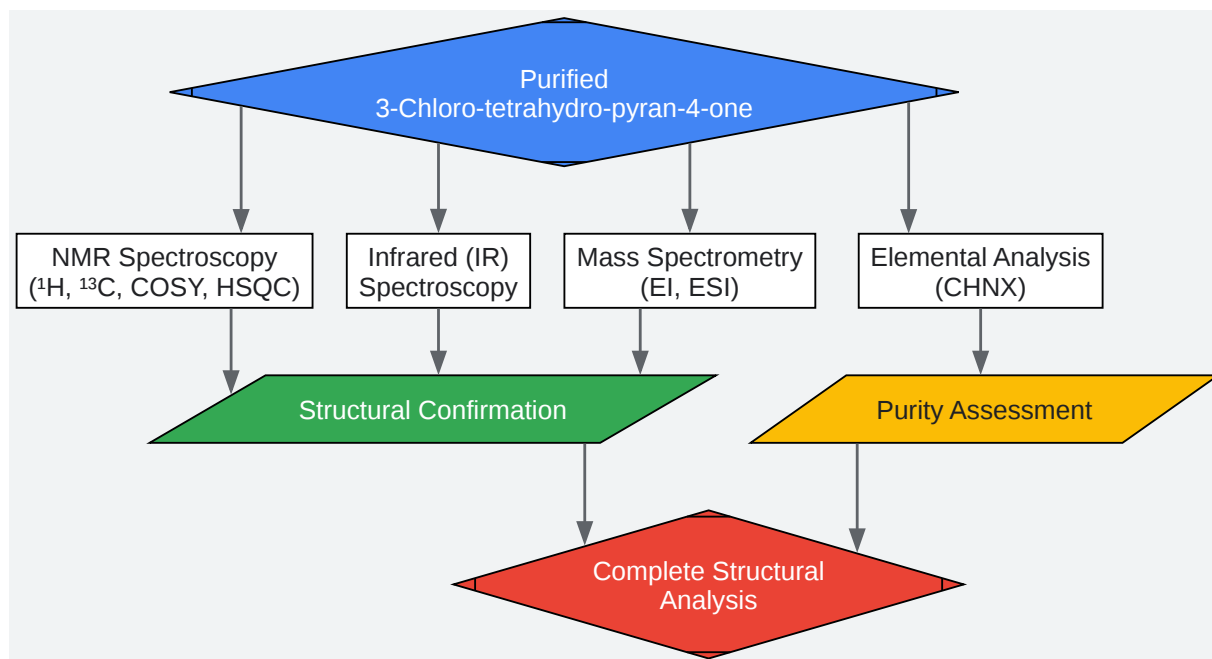 Purified
3-Chloro-tetrahydro-pyran-4-one
NMR Spectroscopy
(¹H, ¹³C, COSY, HSQC)
Infrared (IR)
Spectroscopy
Mass Spectrometry
(EI, ESI)
Elemental Analysis
(CHNX)
Structural Confirmation
Purity Assessment
Complete Structural
Analysis